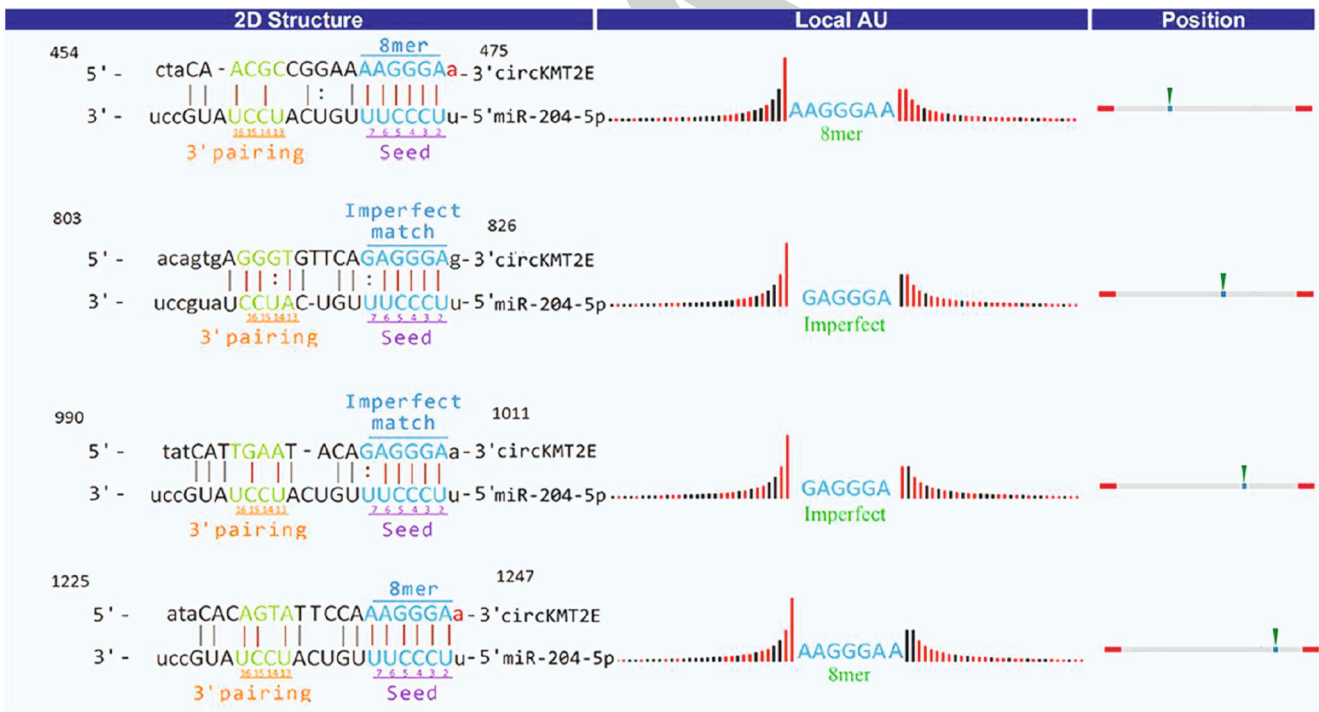 2D Structure Local AU Position
454 8mer 475
5' - ctaCA - ACGCCGGAAAAGGGAa-3'circKMT2E
3' - uccGUAUCCUACUGUUUCCCUu-5'miR-204-5p AAGGGAA
16 15 14 13 7 6 5 4 3 2 8mer
3'pairing Seed
803 Imperfect match 826
5' - acagtgAGGGTGTTCAGAGGGAg-3'circKMT2E
3' - uccguaUCCUAC-UGUUUCCCUu-5'miR-204-5p GAGGGA
16 15 14 13 7 6 5 4 3 2 Imperfect
3'pairing Seed
990 Imperfect match 1011
5' - tatCATTGAAT - ACAGAGGGAa-3'circKMT2E
3' - uccGUAUCCUACUGUUUCCCUu-5'miR-204-5p GAGGGA
16 15 14 13 7 6 5 4 3 2 Imperfect
3'pairing Seed
1225 8mer 1247
5' - ataCACAGTATTCCAAAGGGAa-3'circKMT2E
3' - uccGUAUCCUACUGUUUCCCUu-5'miR-204-5p AAGGGAA
16 15 14 13 7 6 5 4 3 2 8mer
3'pairing Seed